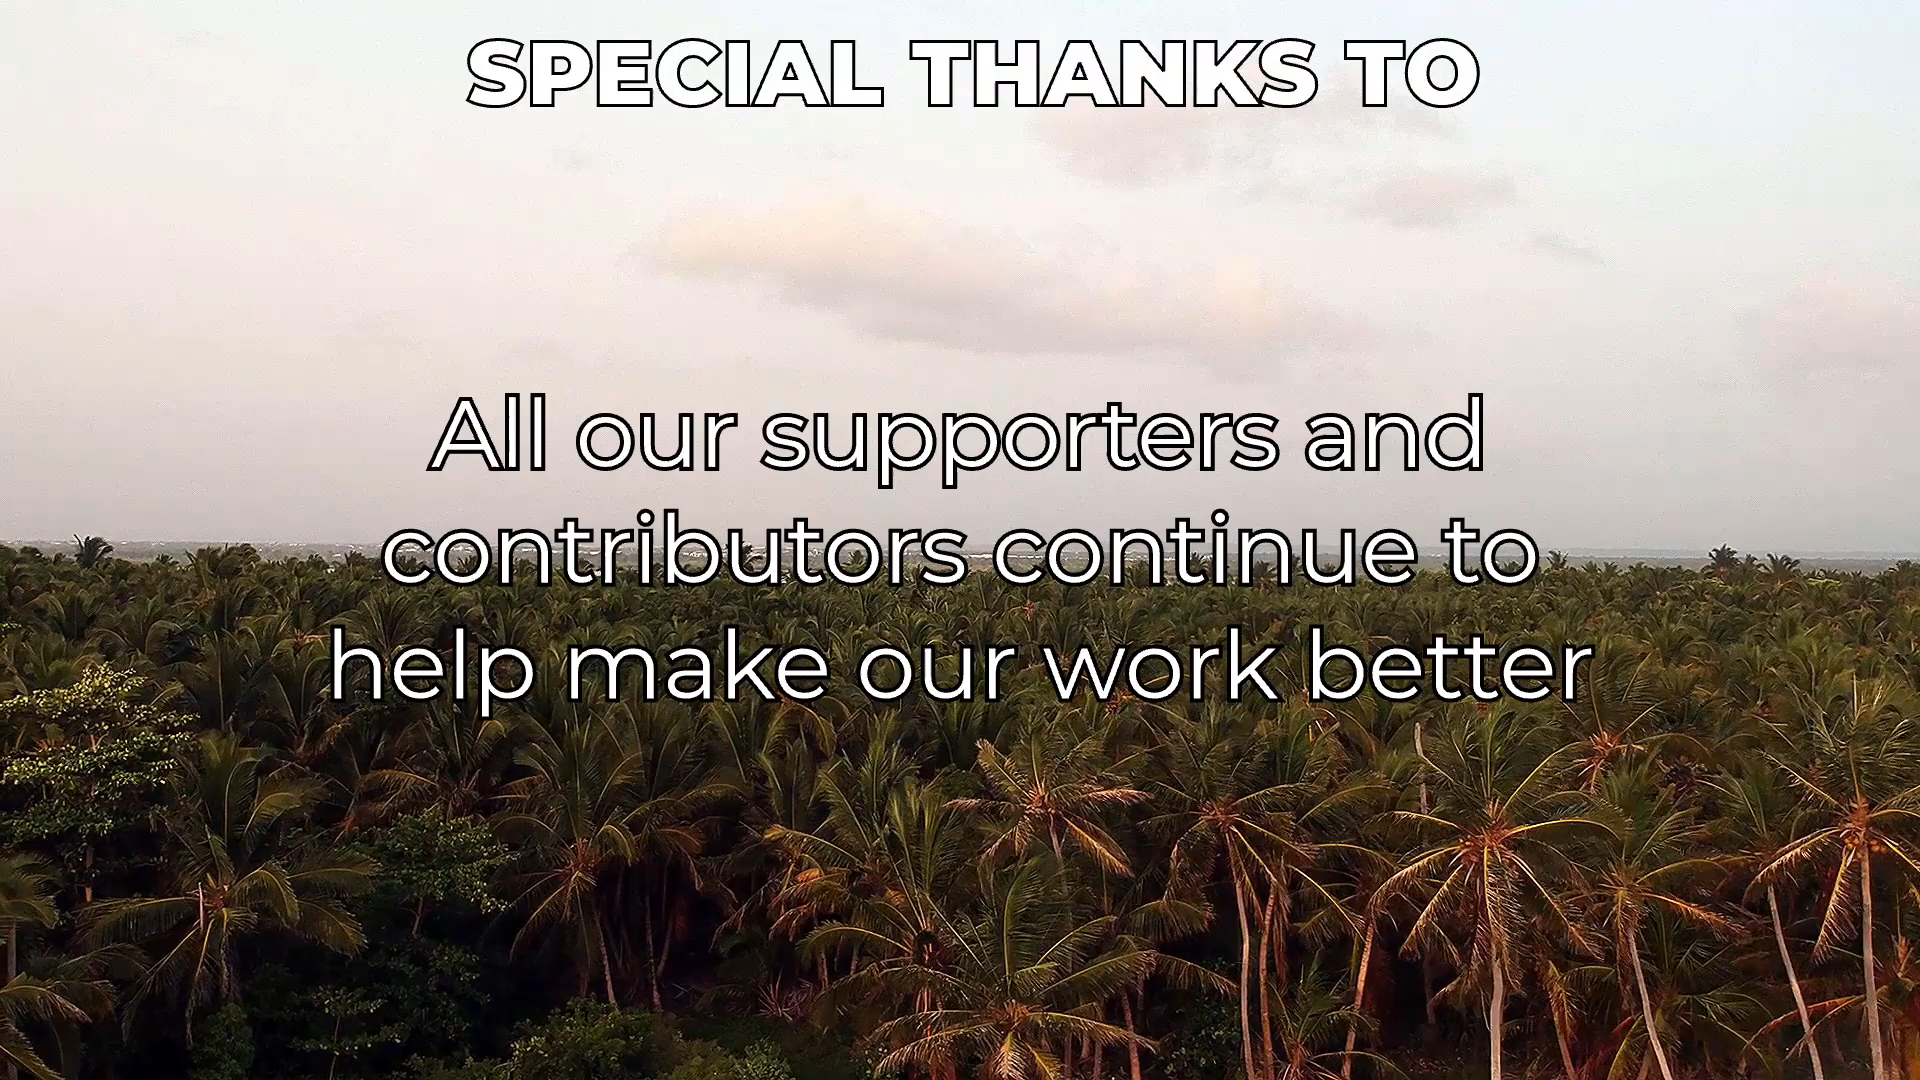 SPECIAL THANKS TO
All our supporters and
contributors continue to
help make our work better